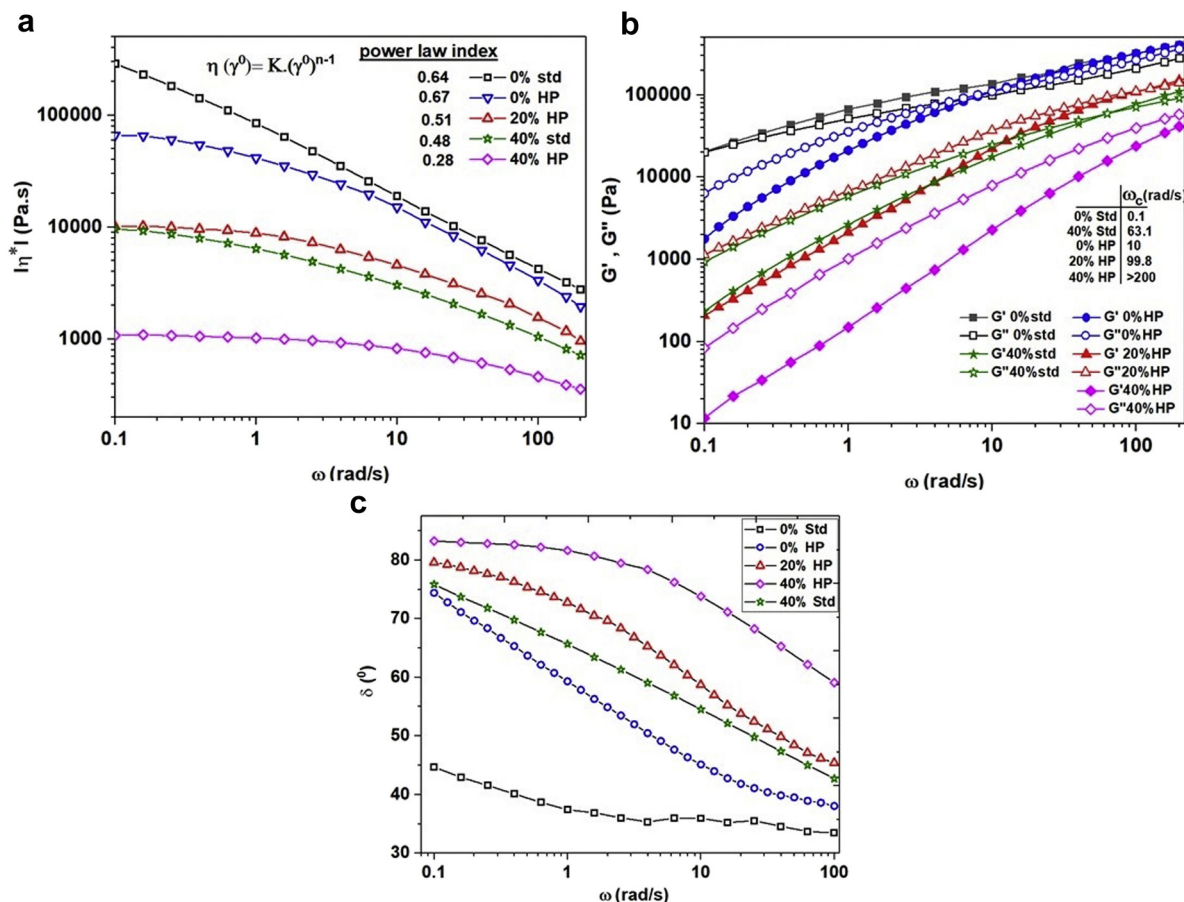 a
η (γ⁰)= K.(γ⁰)ⁿ⁻¹
power law index
0.64 0% std
0.67 0% HP
0.51 20% HP
0.48 40% std
0.28 40% HP
100000
10000
1000
Iη*I (Pa.s)
0.1 1 10 100
ω (rad/s)
b
100000
10000
1000
100
10
G' , G" (Pa)
ωc(rad/s)
0% Std 0.1
40% Std 63.1
0% HP 10
20% HP 99.8
40% HP >200
G' 0%std G' 0%HP
G" 0%std G"0%HP
G'40%std G' 20%HP
G"40%std G"20%HP
G'40%HP
G"40%HP
0.1 1 10 100
ω (rad/s)
c
0% Std
0% HP
20% HP
40% HP
40% Std
80
70
60
50
40
30
δ (⁰)
0.1 1 10 100
ω (rad/s)